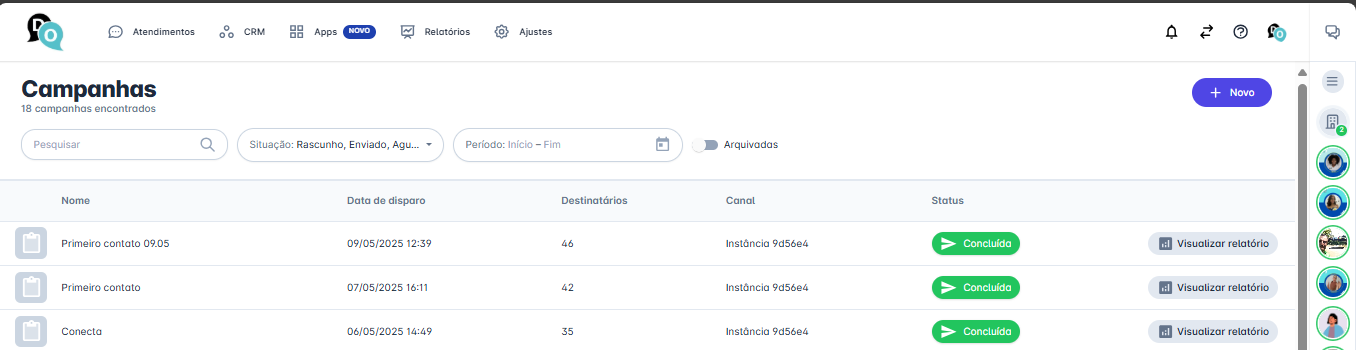 D O
Atendimentos CRM Apps NOVO Relatórios Ajustes
Campanhas
18 campanhas encontrados
+ Novo
Pesquisar Situação: Rascunho, Enviado, Agu... Período: Início – Fim Arquivadas
2
Nome Data de disparo Destinatários Canal Status
Primeiro contato 09.05 09/05/2025 12:39 46 Instância 9d56e4 Concluída Visualizar relatório
Primeiro contato 07/05/2025 16:11 42 Instância 9d56e4 Concluída Visualizar relatório
Conecta 06/05/2025 14:49 35 Instância 9d56e4 Concluída Visualizar relatório